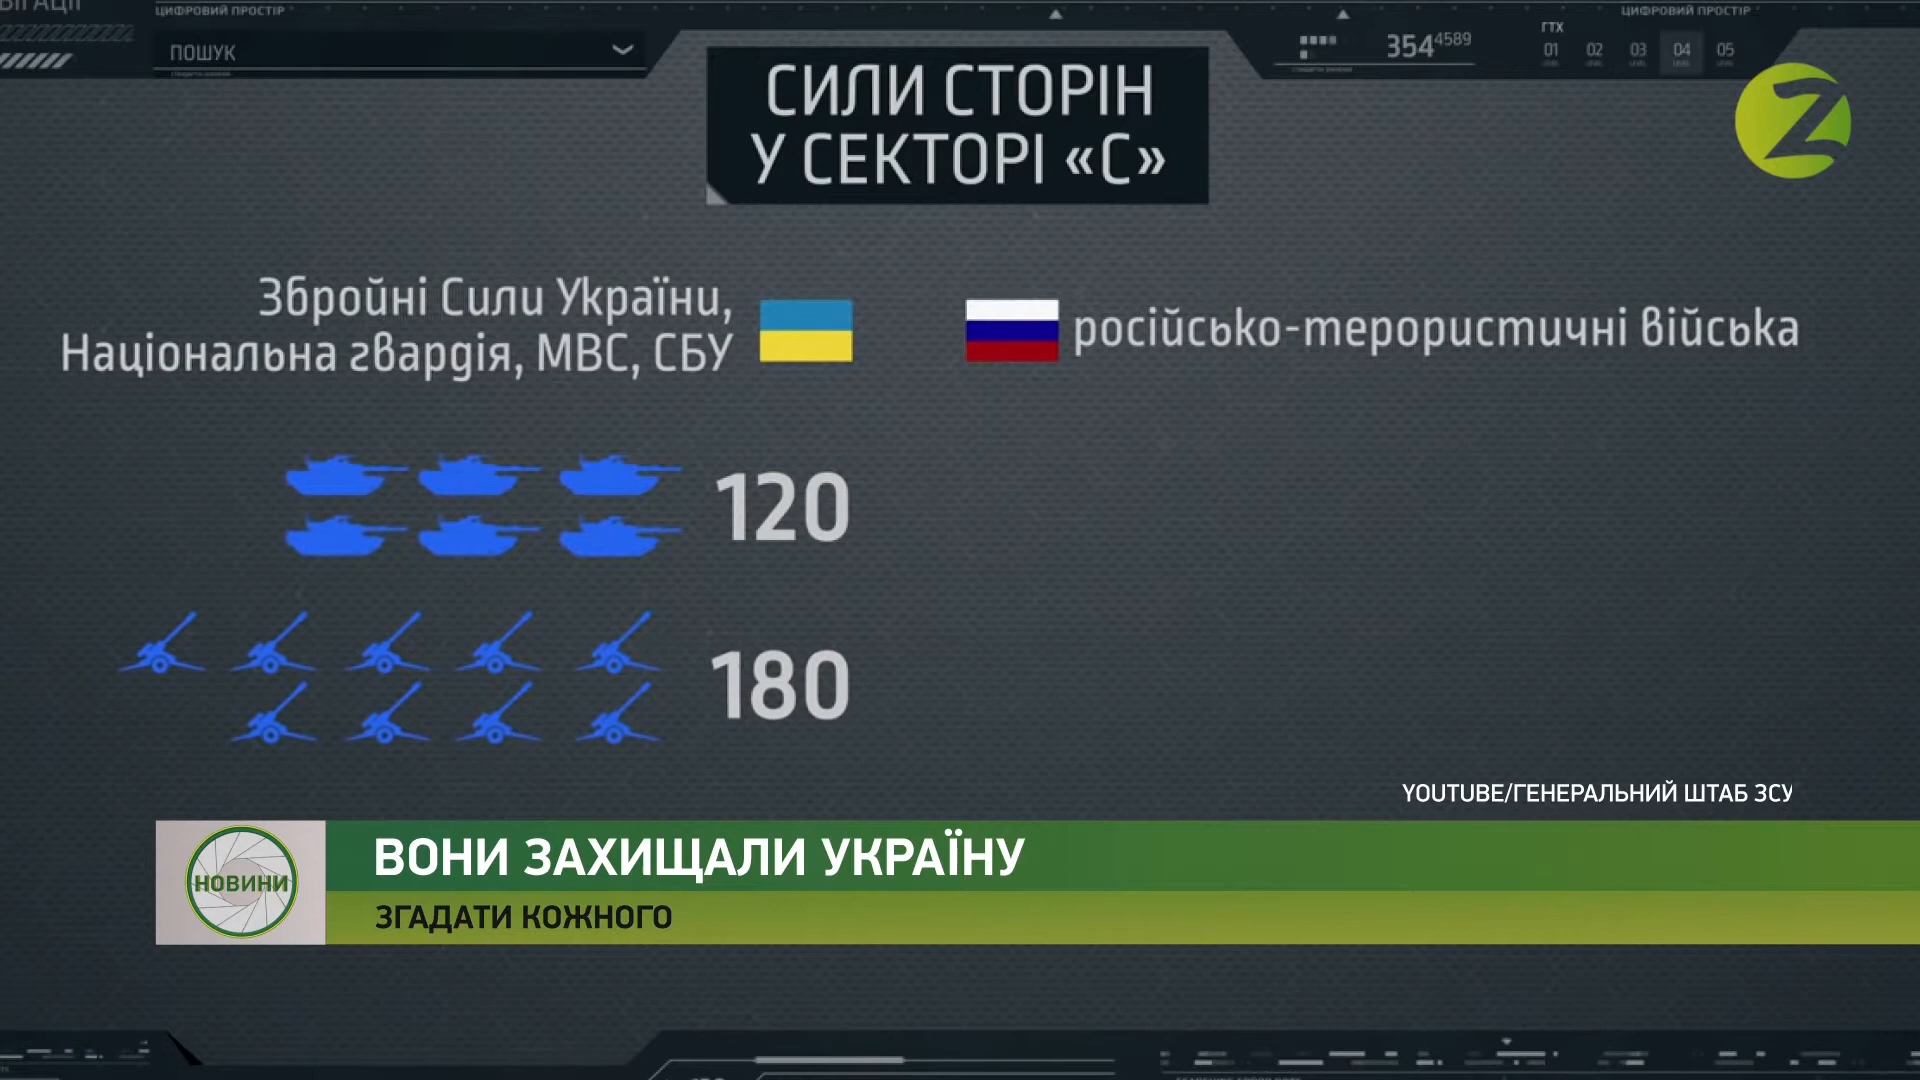 ЦИФРОВИЙ ПРОСТІР
ЦИФРОВИЙ ПРОСТІР
ПОШУК
354 4589
ГТХ
01 02 03 04 05
СИЛИ СТОРІН
У СЕКТОРІ «С»
Z
Збройні Сили України,
Національна гвардія, МВС, СБУ
російсько-терористичні війська
120
180
YOUTUBE/ГЕНЕРАЛЬНИЙ ШТАБ ЗСУ
НОВИНИ
ВОНИ ЗАХИЩАЛИ УКРАЇНУ
ЗГАДАТИ КОЖНОГО